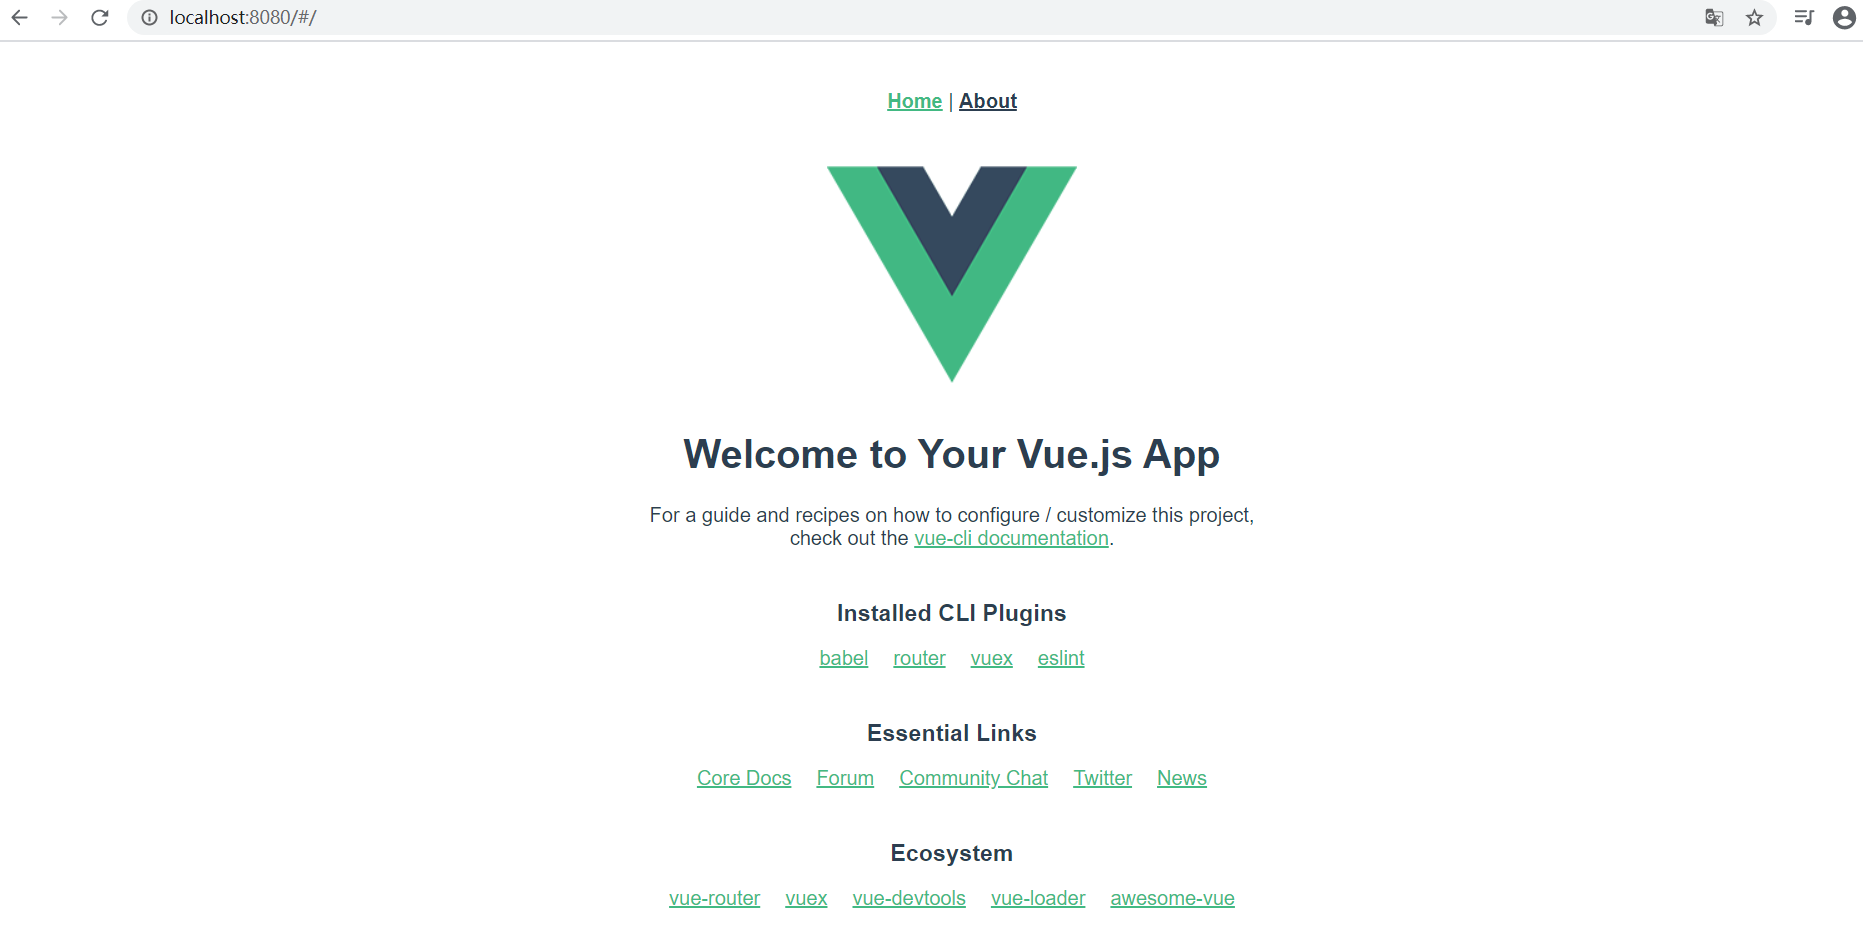 localhost:8080/#/
Home | About
Welcome to Your Vue.js App
For a guide and recipes on how to configure / customize this project,
check out the vue-cli documentation.
Installed CLI Plugins
babel router vuex eslint
Essential Links
Core Docs Forum Community Chat Twitter News
Ecosystem
vue-router vuex vue-devtools vue-loader awesome-vue